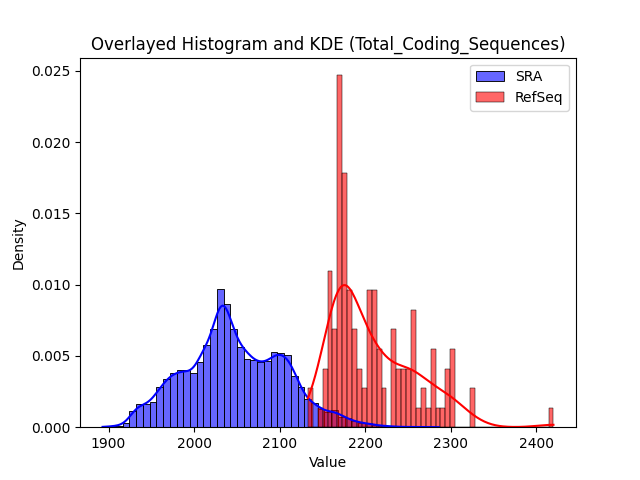 Overlayed Histogram and KDE (Total_Coding_Sequences)
SRA
RefSeq
0.025
0.020
0.015
0.010
0.005
0.000
Density
1900 2000 2100 2200 2300 2400
Value